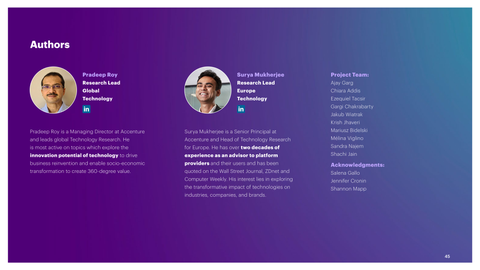 Authors
Pradeep Roy
Research Lead
Global
Technology
in
Pradeep Roy is a Managing Director at Accenture
and leads global Technology Research. He
is most active on topics which explore the
innovation potential of technology to drive
business reinvention and enable socio-economic
transformation to create 360-degree value.
Surya Mukherjee
Research Lead
Europe
Technology
in
Surya Mukherjee is a Senior Principal at
Accenture and Head of Technology Research
for Europe. He has over two decades of
experience as an advisor to platform
providers and their users and has been
quoted on the Wall Street Journal, ZDnet and
Computer Weekly. His interest lies in exploring
the transformative impact of technologies on
industries, companies, and brands.
Project Team:
Ajay Garg
Chiara Addis
Ezequiel Tacsir
Gargi Chakrabarty
Jakub Wiatrak
Krish Jhaveri
Mariusz Bidelski
Melina Viglino
Sandra Najem
Shachi Jain
Acknowledgments:
Salena Gallo
Jennifer Cronin
Shannon Mapp
45